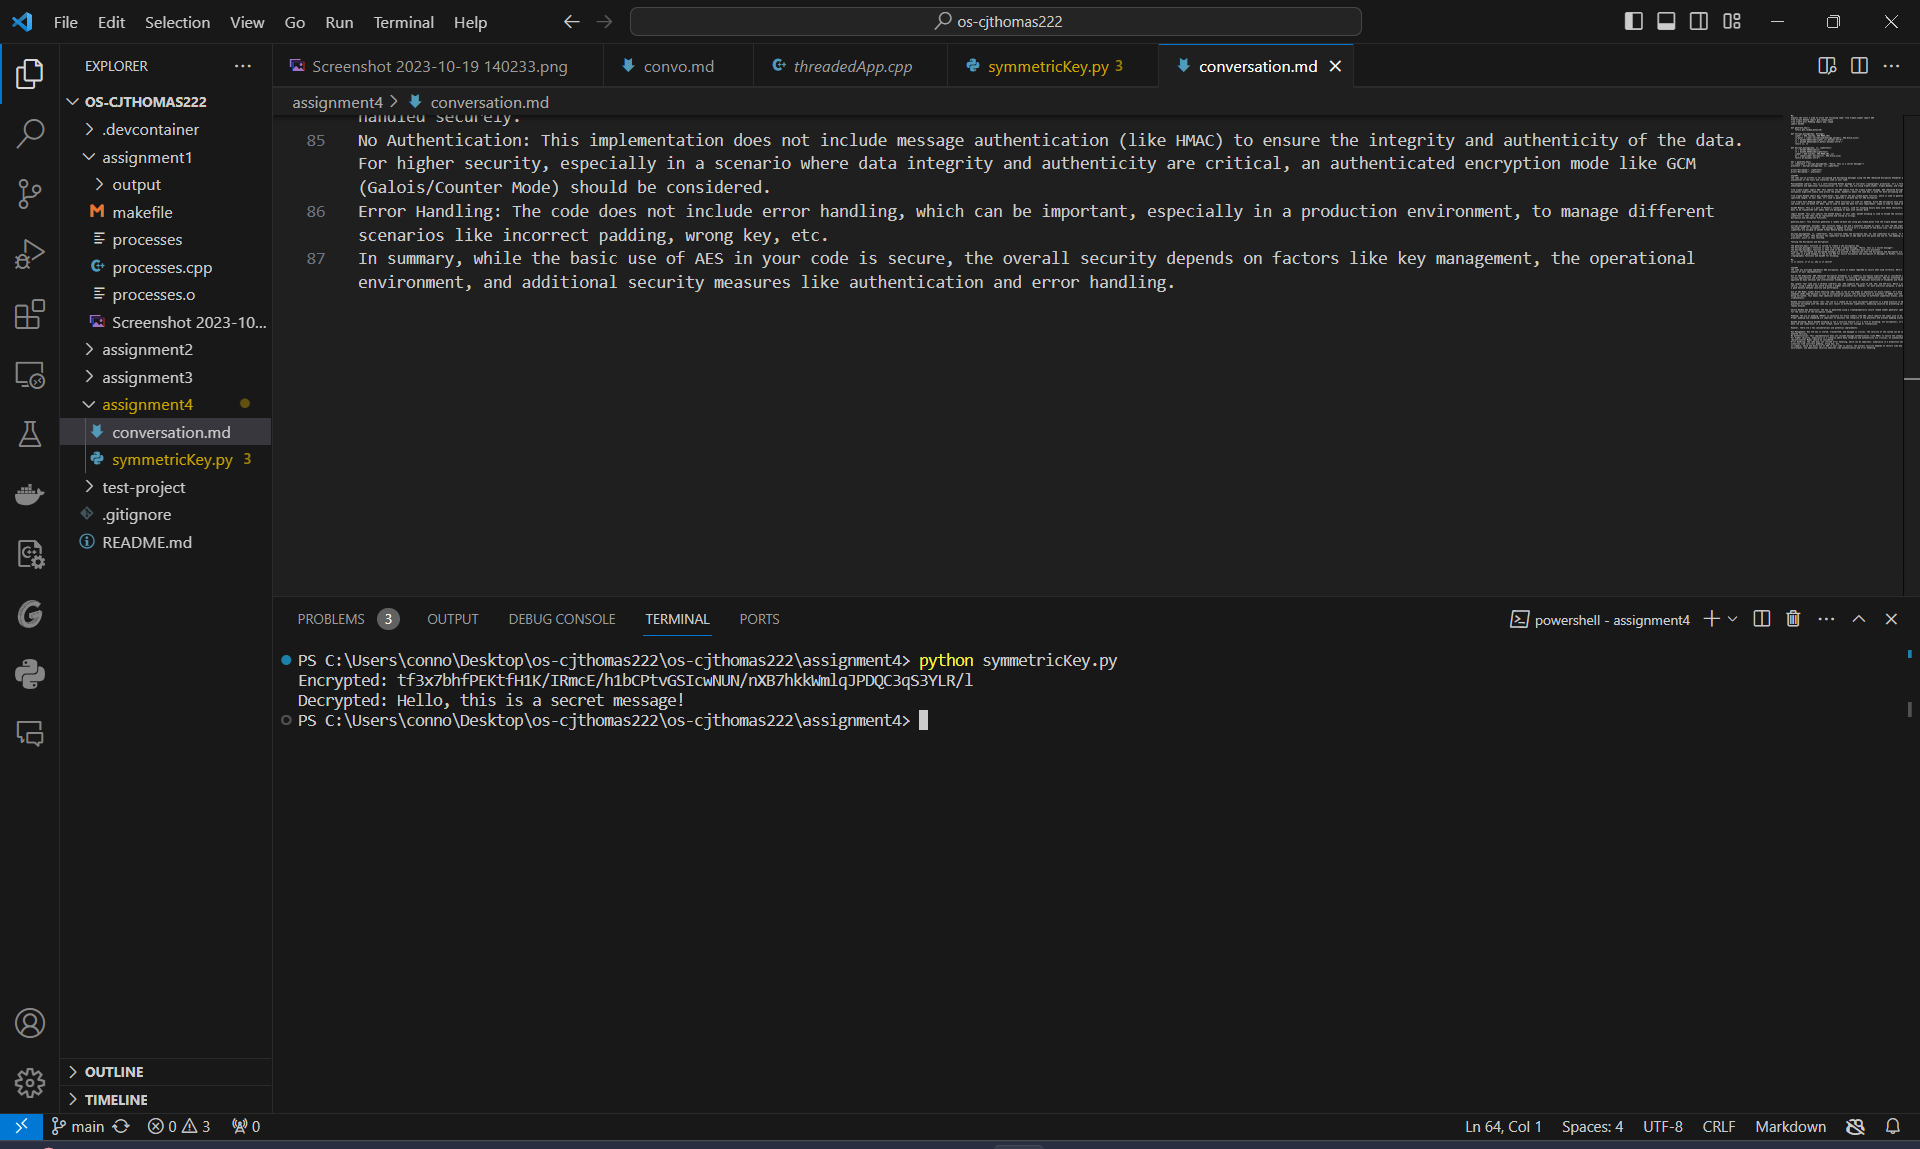 File Edit Selection View Go Run Terminal Help
os-cjthomas222
EXPLORER
Screenshot 2023-10-19 140233.png
convo.md
threadedApp.cpp
symmetricKey.py 3
conversation.md
OS-CJTHOMAS222
.devcontainer
assignment1
output
makefile
processes
processes.cpp
processes.o
Screenshot 2023-10...
assignment2
assignment3
assignment4
conversation.md
symmetricKey.py 3
test-project
.gitignore
README.md
OUTLINE
TIMELINE
assignment4 > conversation.md
handled securely.
85 No Authentication: This implementation does not include message authentication (like HMAC) to ensure the integrity and authenticity of the data.
For higher security, especially in a scenario where data integrity and authenticity are critical, an authenticated encryption mode like GCM
(Galois/Counter Mode) should be considered.
86 Error Handling: The code does not include error handling, which can be important, especially in a production environment, to manage different
scenarios like incorrect padding, wrong key, etc.
87 In summary, while the basic use of AES in your code is secure, the overall security depends on factors like key management, the operational
environment, and additional security measures like authentication and error handling.
PROBLEMS 3 OUTPUT DEBUG CONSOLE TERMINAL PORTS
powershell - assignment4
PS C:\Users\conno\Desktop\os-cjthomas222\os-cjthomas222\assignment4> python symmetricKey.py
Encrypted: tf3x7bhfPEKtfH1K/IRmcE/h1bCPtvGSIcwNUN/nXB7hkkWmlqJPDQC3qS3YLR/l
Decrypted: Hello, this is a secret message!
PS C:\Users\conno\Desktop\os-cjthomas222\os-cjthomas222\assignment4>
main 0 3 0
Ln 64, Col 1 Spaces: 4 UTF-8 CRLF Markdown